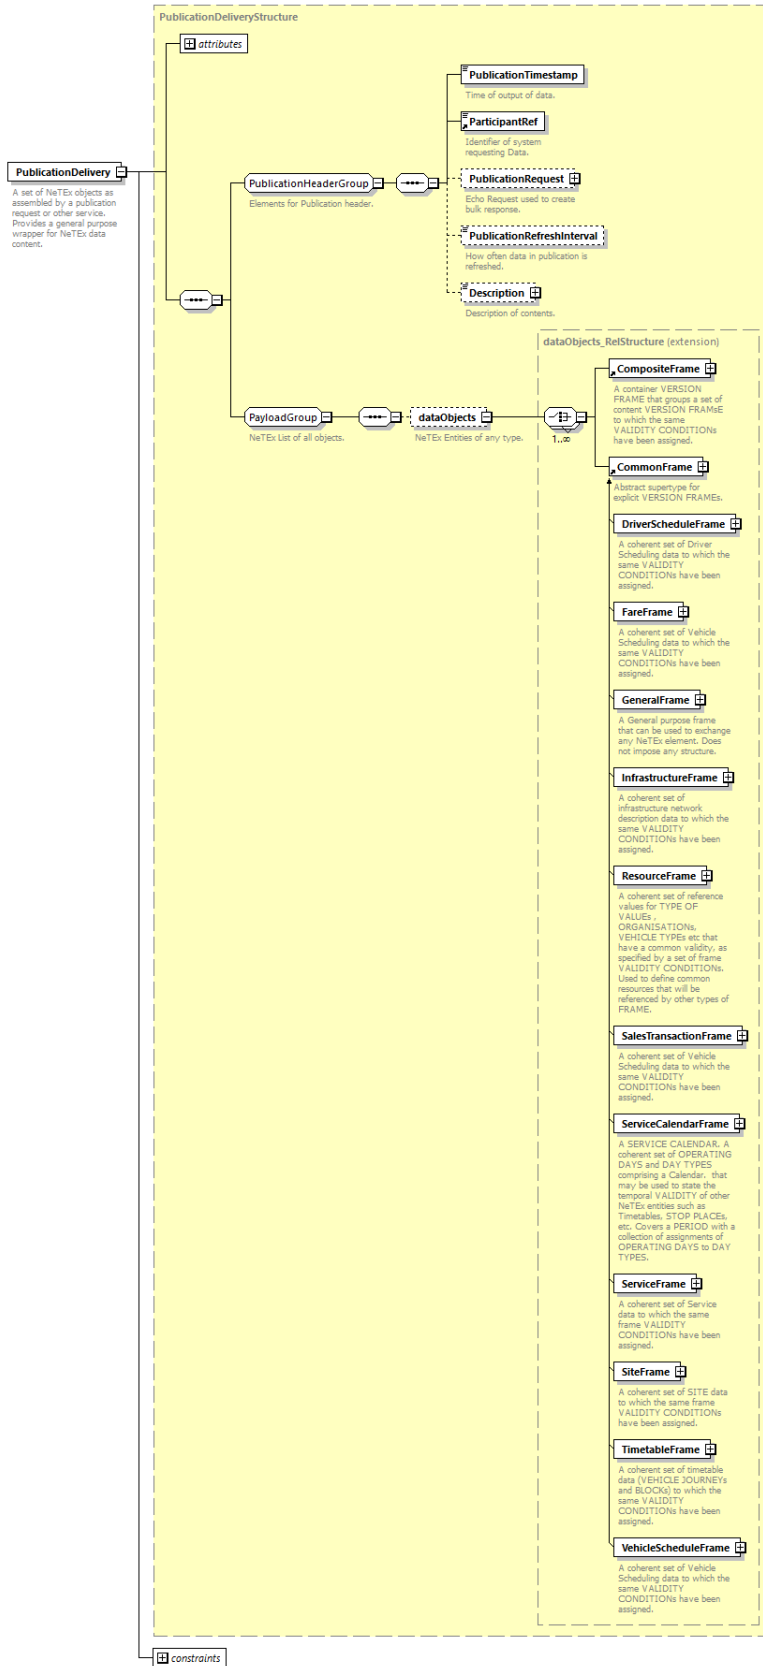 PublicationDeliveryStructure
attributes
PublicationTimestamp
Time of output of data.
ParticipantRef
Identifier of system
requesting Data.
PublicationDelivery
A set of NeTEx objects as
assembled by a publication
request or other service.
Provides a general purpose
wrapper for NeTEx data
content.
PublicationHeaderGroup
Elements for Publication header.
PublicationRequest
Echo Request used to create
bulk response.
PublicationRefreshInterval
How often data in publication is
refreshed.
Description
Description of contents.
dataObjects_RelStructure (extension)
CompositeFrame
A container VERSION
FRAME that groups a set of
content VERSION FRAMsE
to which the same
VALIDITY CONDITIONs
have been assigned.
PayloadGroup
NeTEx List of all objects.
dataObjects
NeTEx Entities of any type.
1..∞
CommonFrame
Abstract supertype for
explicit VERSION FRAMEs.
DriverScheduleFrame
A coherent set of Driver
Scheduling data to which the
same VALIDITY
CONDITIONs have been
assigned.
FareFrame
A coherent set of Vehicle
Scheduling data to which the
same VALIDITY
CONDITIONs have been
assigned.
GeneralFrame
A General purpose frame
that can be used to exchange
any NeTEx element. Does
not impose any structure.
InfrastructureFrame
A coherent set of
infrastructure network
description data to which the
same VALIDITY
CONDITIONs have been
assigned.
ResourceFrame
A coherent set of reference
values for TYPE OF
VALUEs ,
ORGANISATIONs,
VEHICLE TYPEs etc that
have a common validity, as
specified by a set of frame
VALIDITY CONDITIONs.
Used to define common
resources that will be
referenced by other types of
FRAME.
SalesTransactionFrame
A coherent set of Vehicle
Scheduling data to which the
same VALIDITY
CONDITIONs have been
assigned.
ServiceCalendarFrame
A SERVICE CALENDAR. A
coherent set of OPERATING
DAYS and DAY TYPES
comprising a Calendar. that
may be used to state the
temporal VALIDITY of other
NeTEx entities such as
Timetables, STOP PLACEs,
etc. Covers a PERIOD with a
collection of assignments of
OPERATING DAYS to DAY
TYPES.
ServiceFrame
A coherent set of Service
data to which the same
frame VALIDITY
CONDITIONs have been
assigned.
SiteFrame
A coherent set of SITE data
to which the same frame
VALIDITY CONDITIONs
have been assigned.
TimetableFrame
A coherent set of timetable
data (VEHICLE JOURNEYs
and BLOCKs) to which the
same VALIDITY
CONDITIONs have been
assigned.
VehicleScheduleFrame
A coherent set of Vehicle
Scheduling data to which the
same VALIDITY
CONDITIONs have been
assigned.
constraints